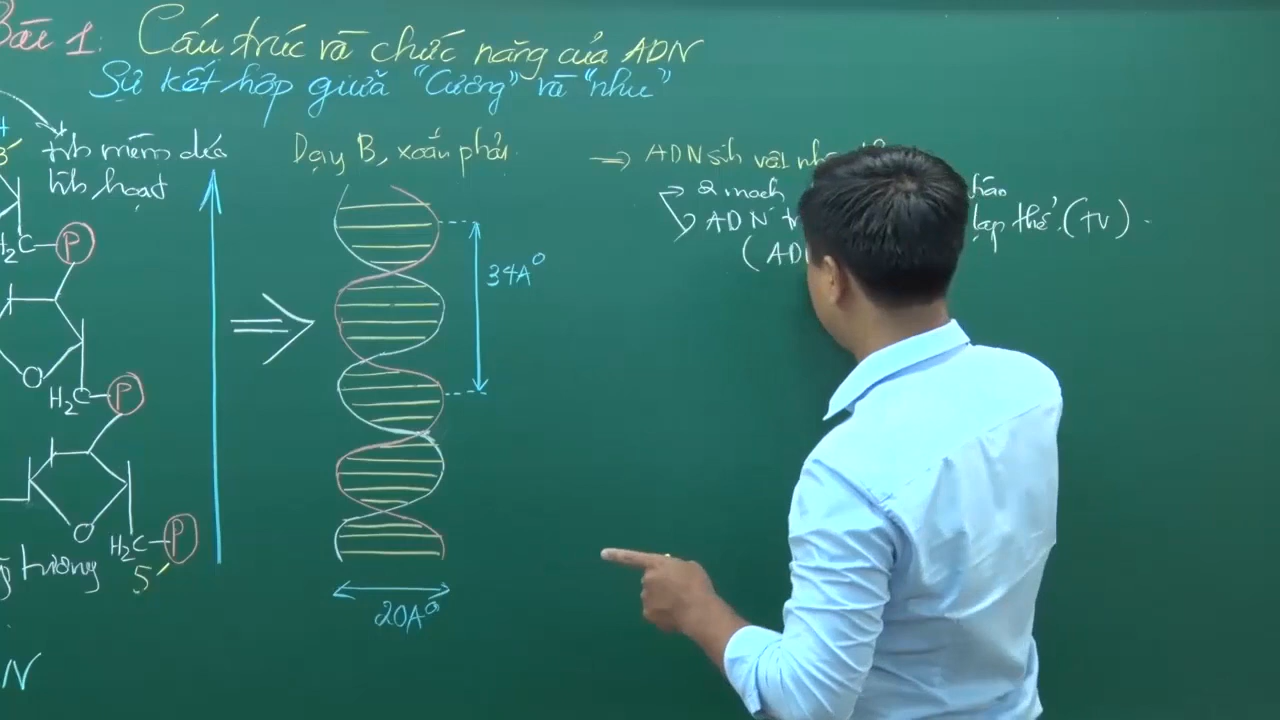 Bài 1: Cấu trúc và chức năng của ADN
Sự kết hợp giữa "Cương" và "nhu"
3'
tính mềm dẻo
linh hoạt
Dạng B, xoắn phải.
⇒ ADN sinh vật
2 mạch
ADN
lạp thể. (TV)
(AD
P
H₂C
34A°
O
H₂C P
O
H₂C P
5'
tương
20A°
N